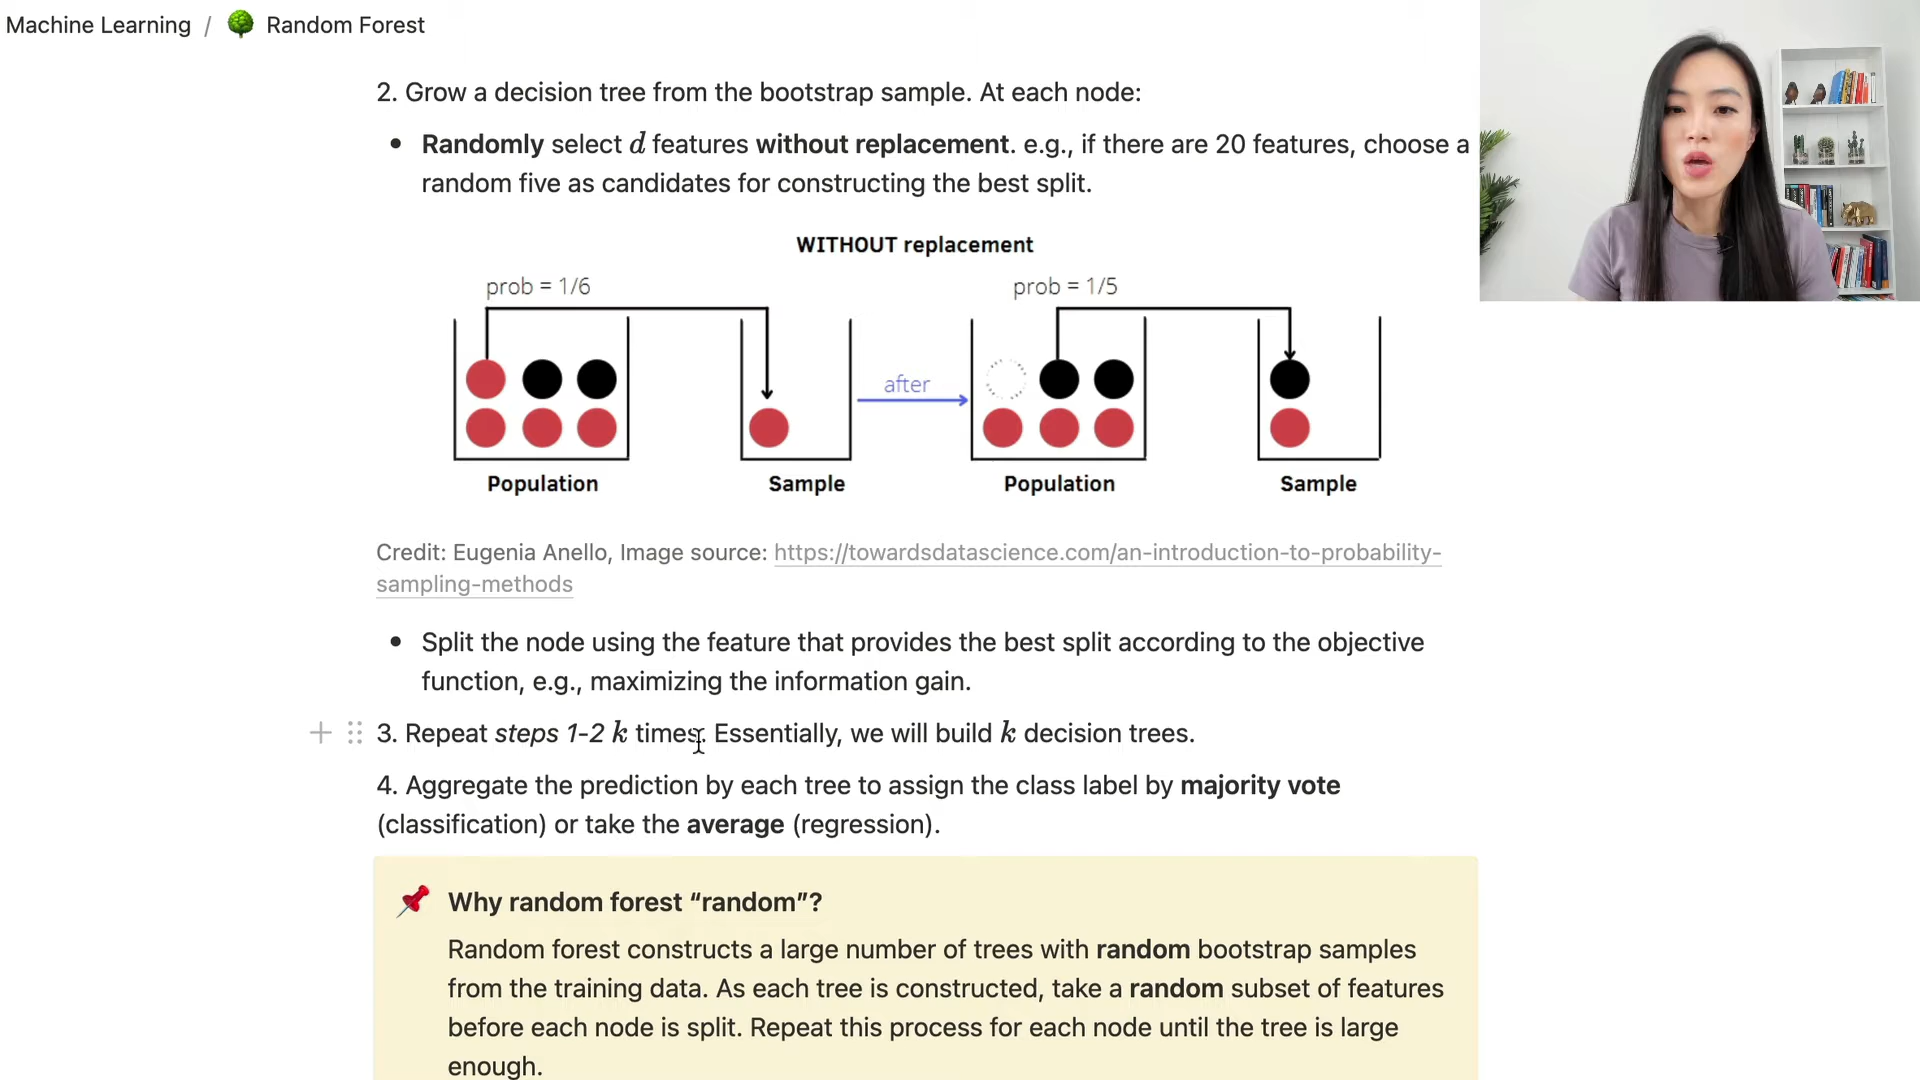 Machine Learning / Random Forest
2. Grow a decision tree from the bootstrap sample. At each node:
• Randomly select d features without replacement. e.g., if there are 20 features, choose a
random five as candidates for constructing the best split.
WITHOUT replacement
prob = 1/6
prob = 1/5
after
Population
Sample
Population
Sample
Credit: Eugenia Anello, Image source: https://towardsdatascience.com/an-introduction-to-probability-
sampling-methods
• Split the node using the feature that provides the best split according to the objective
function, e.g., maximizing the information gain.
3. Repeat steps 1-2 k times. Essentially, we will build k decision trees.
4. Aggregate the prediction by each tree to assign the class label by majority vote
(classification) or take the average (regression).
Why random forest “random”?
Random forest constructs a large number of trees with random bootstrap samples
from the training data. As each tree is constructed, take a random subset of features
before each node is split. Repeat this process for each node until the tree is large
enough.